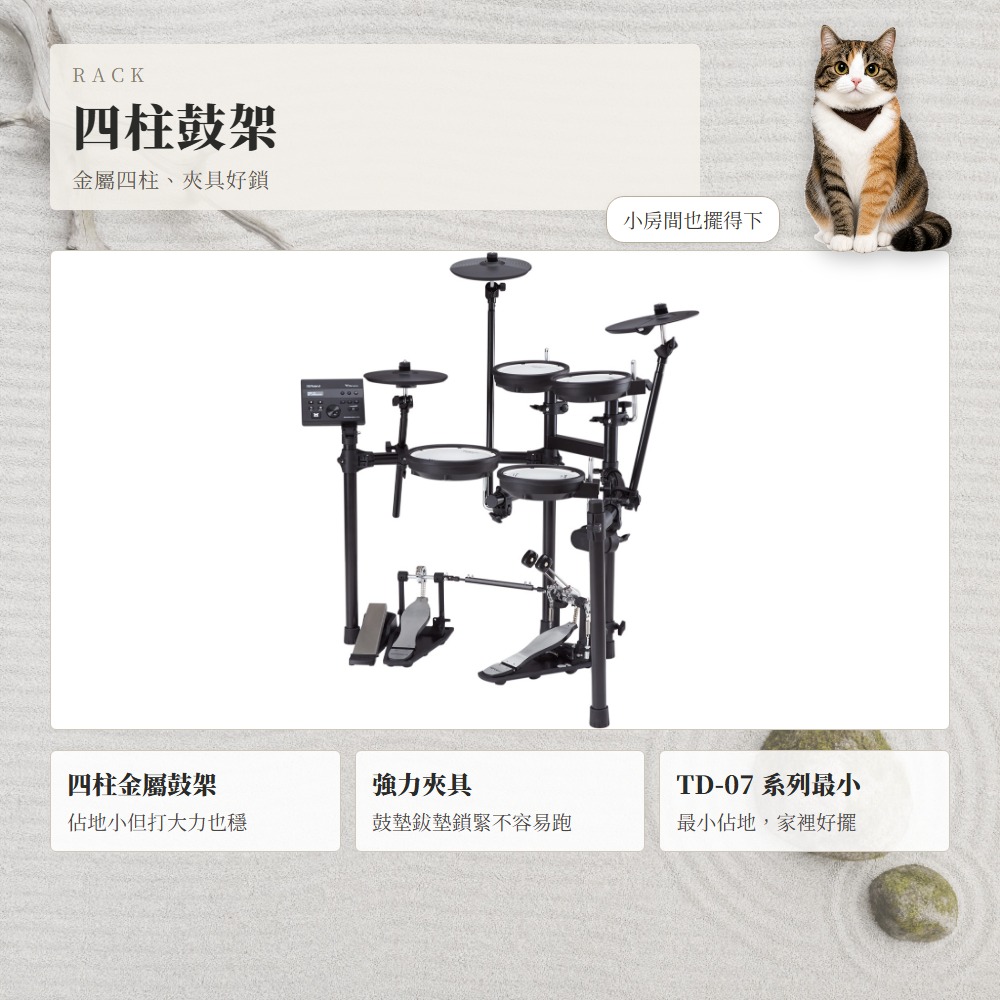 RACK
四柱鼓架
金屬四柱、夾具好鎖
小房間也擺得下
四柱金屬鼓架
佔地小但打大力也穩
強力夾具
鼓墊鈸墊鎖緊不容易跑
TD-07 系列最小
最小佔地，家裡好擺